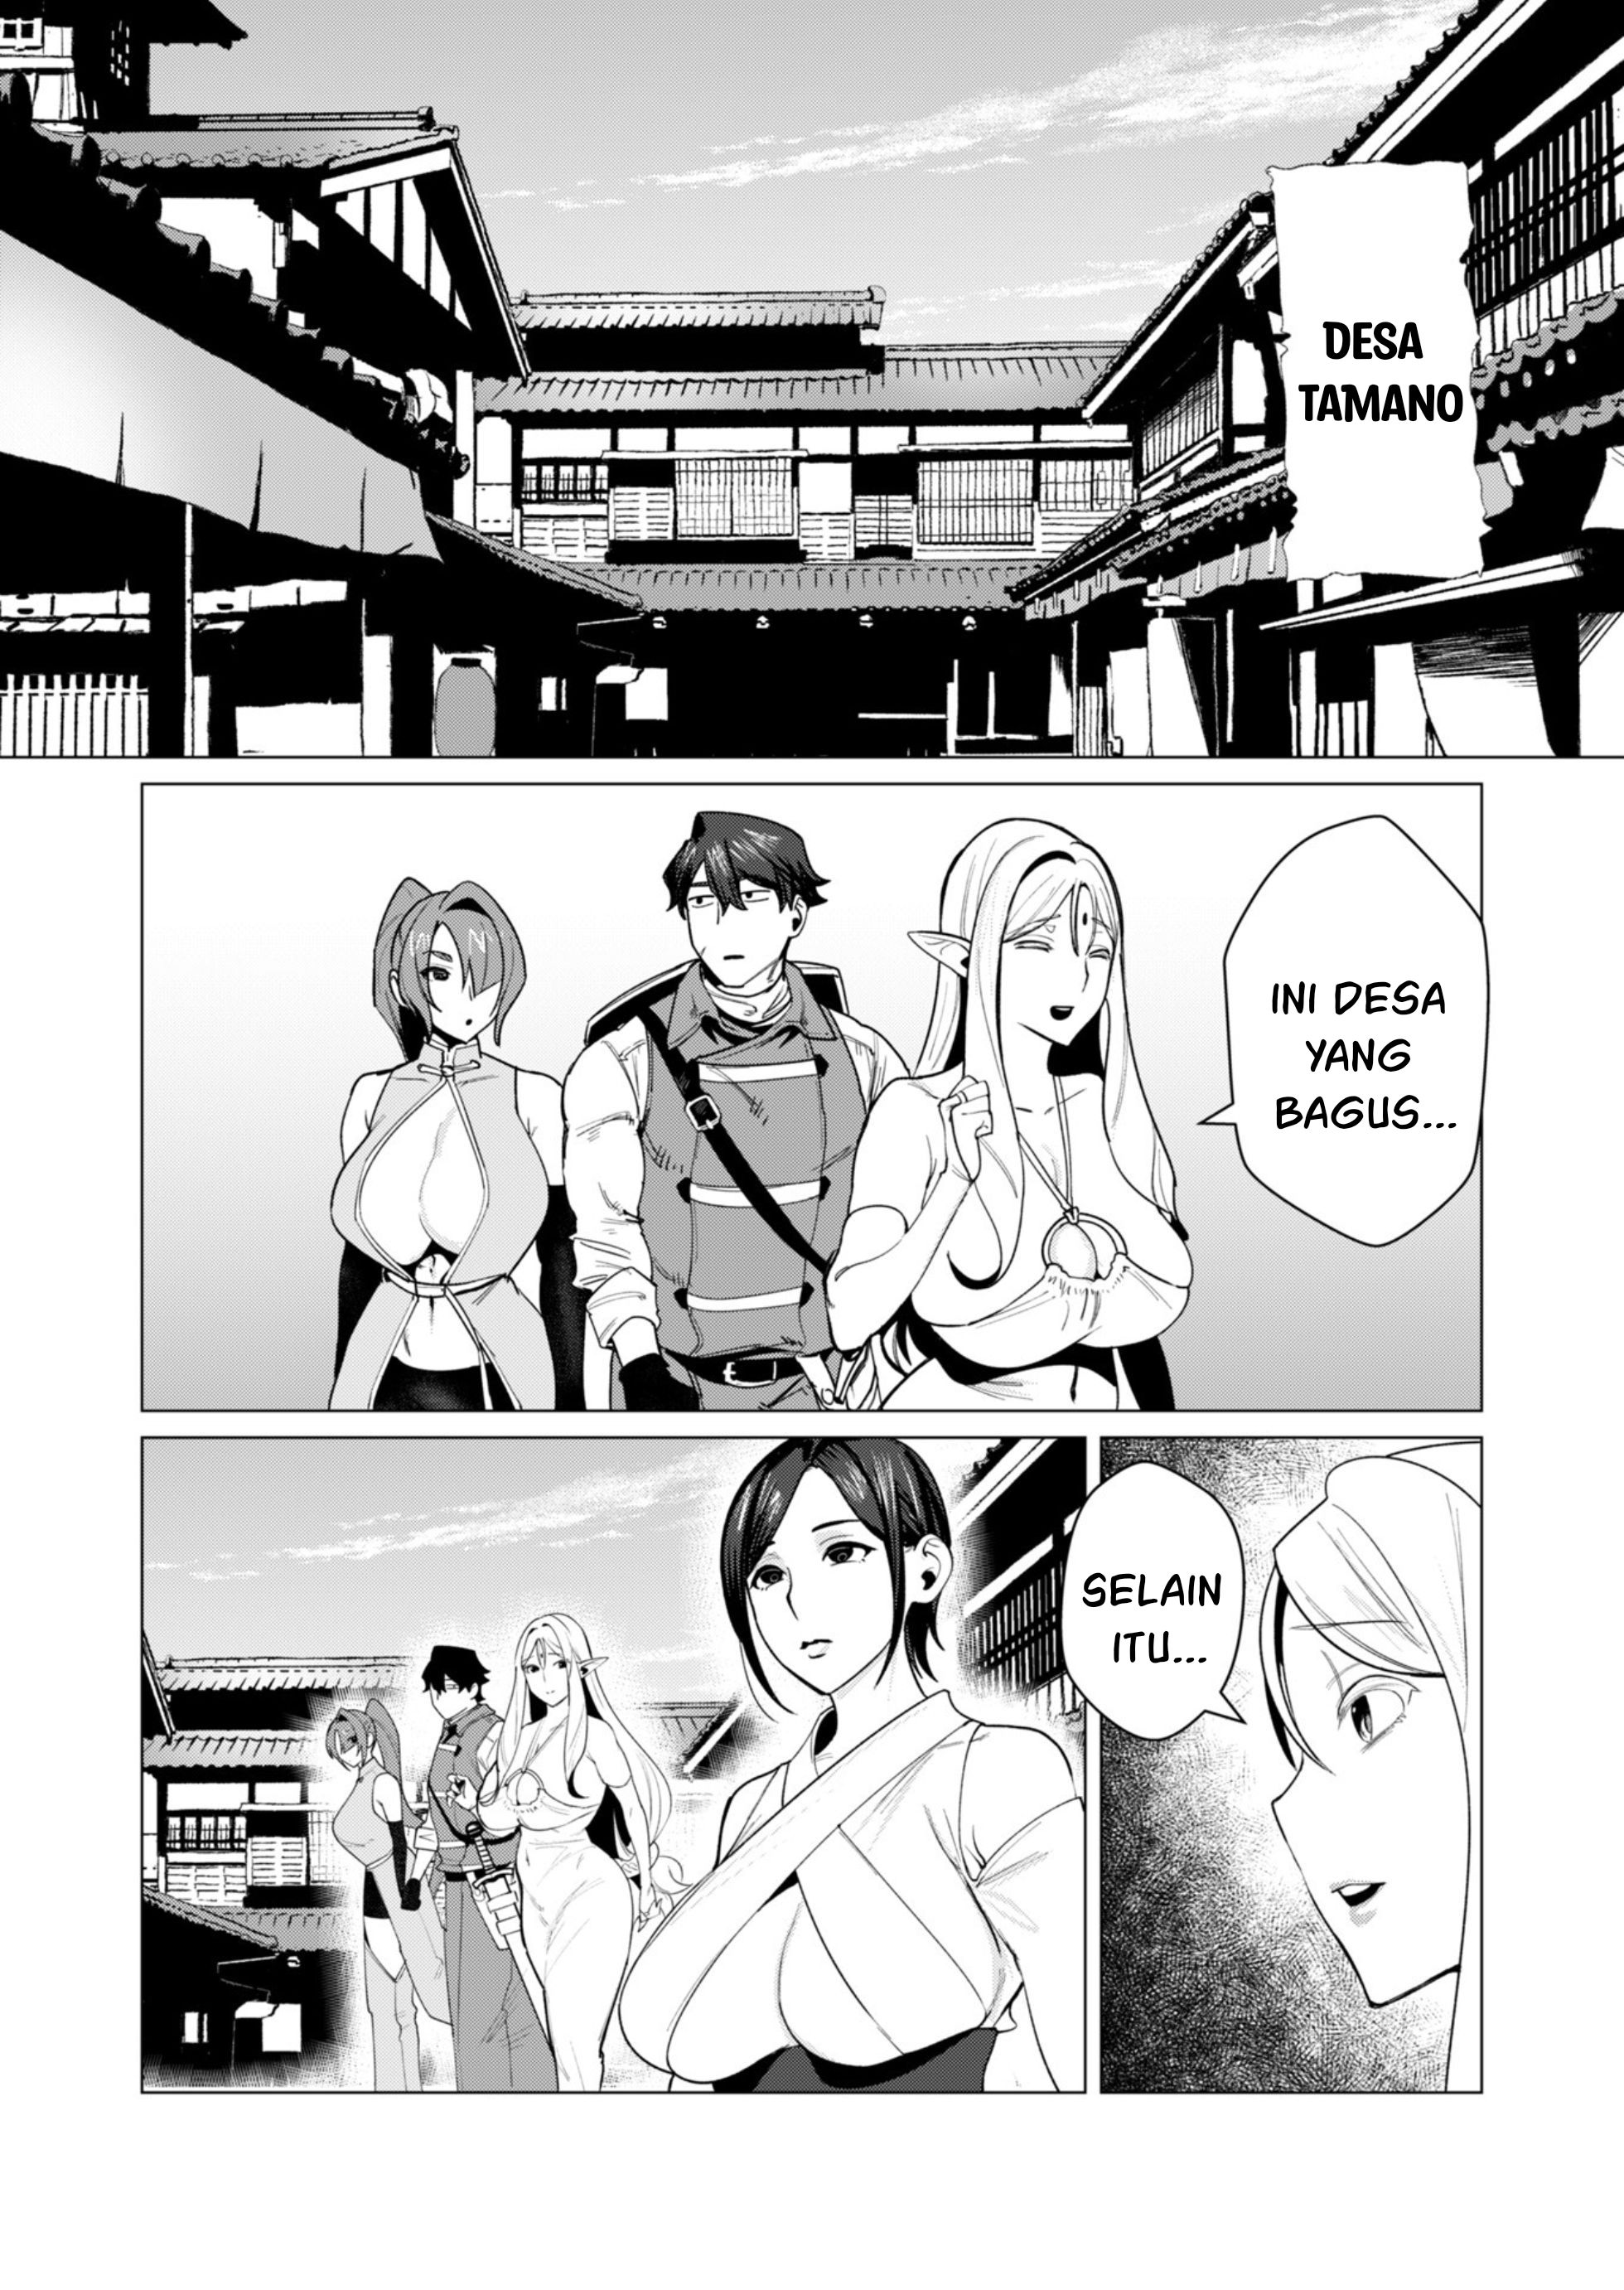 DESA
TAMANO
INI DESA
YANG
BAGUS...
SELAIN
ITU...